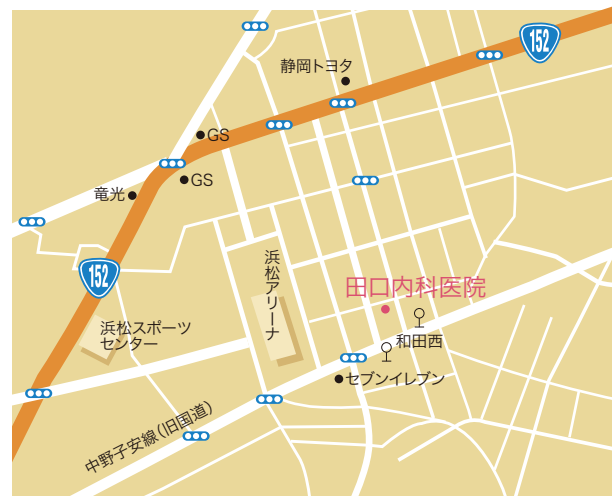 152
静岡トヨタ
GS
GS
竜光
152
浜松アリーナ
田口内科医院
浜松スポーツ
センター
和田西
セブンイレブン
中野子安線(旧国道)